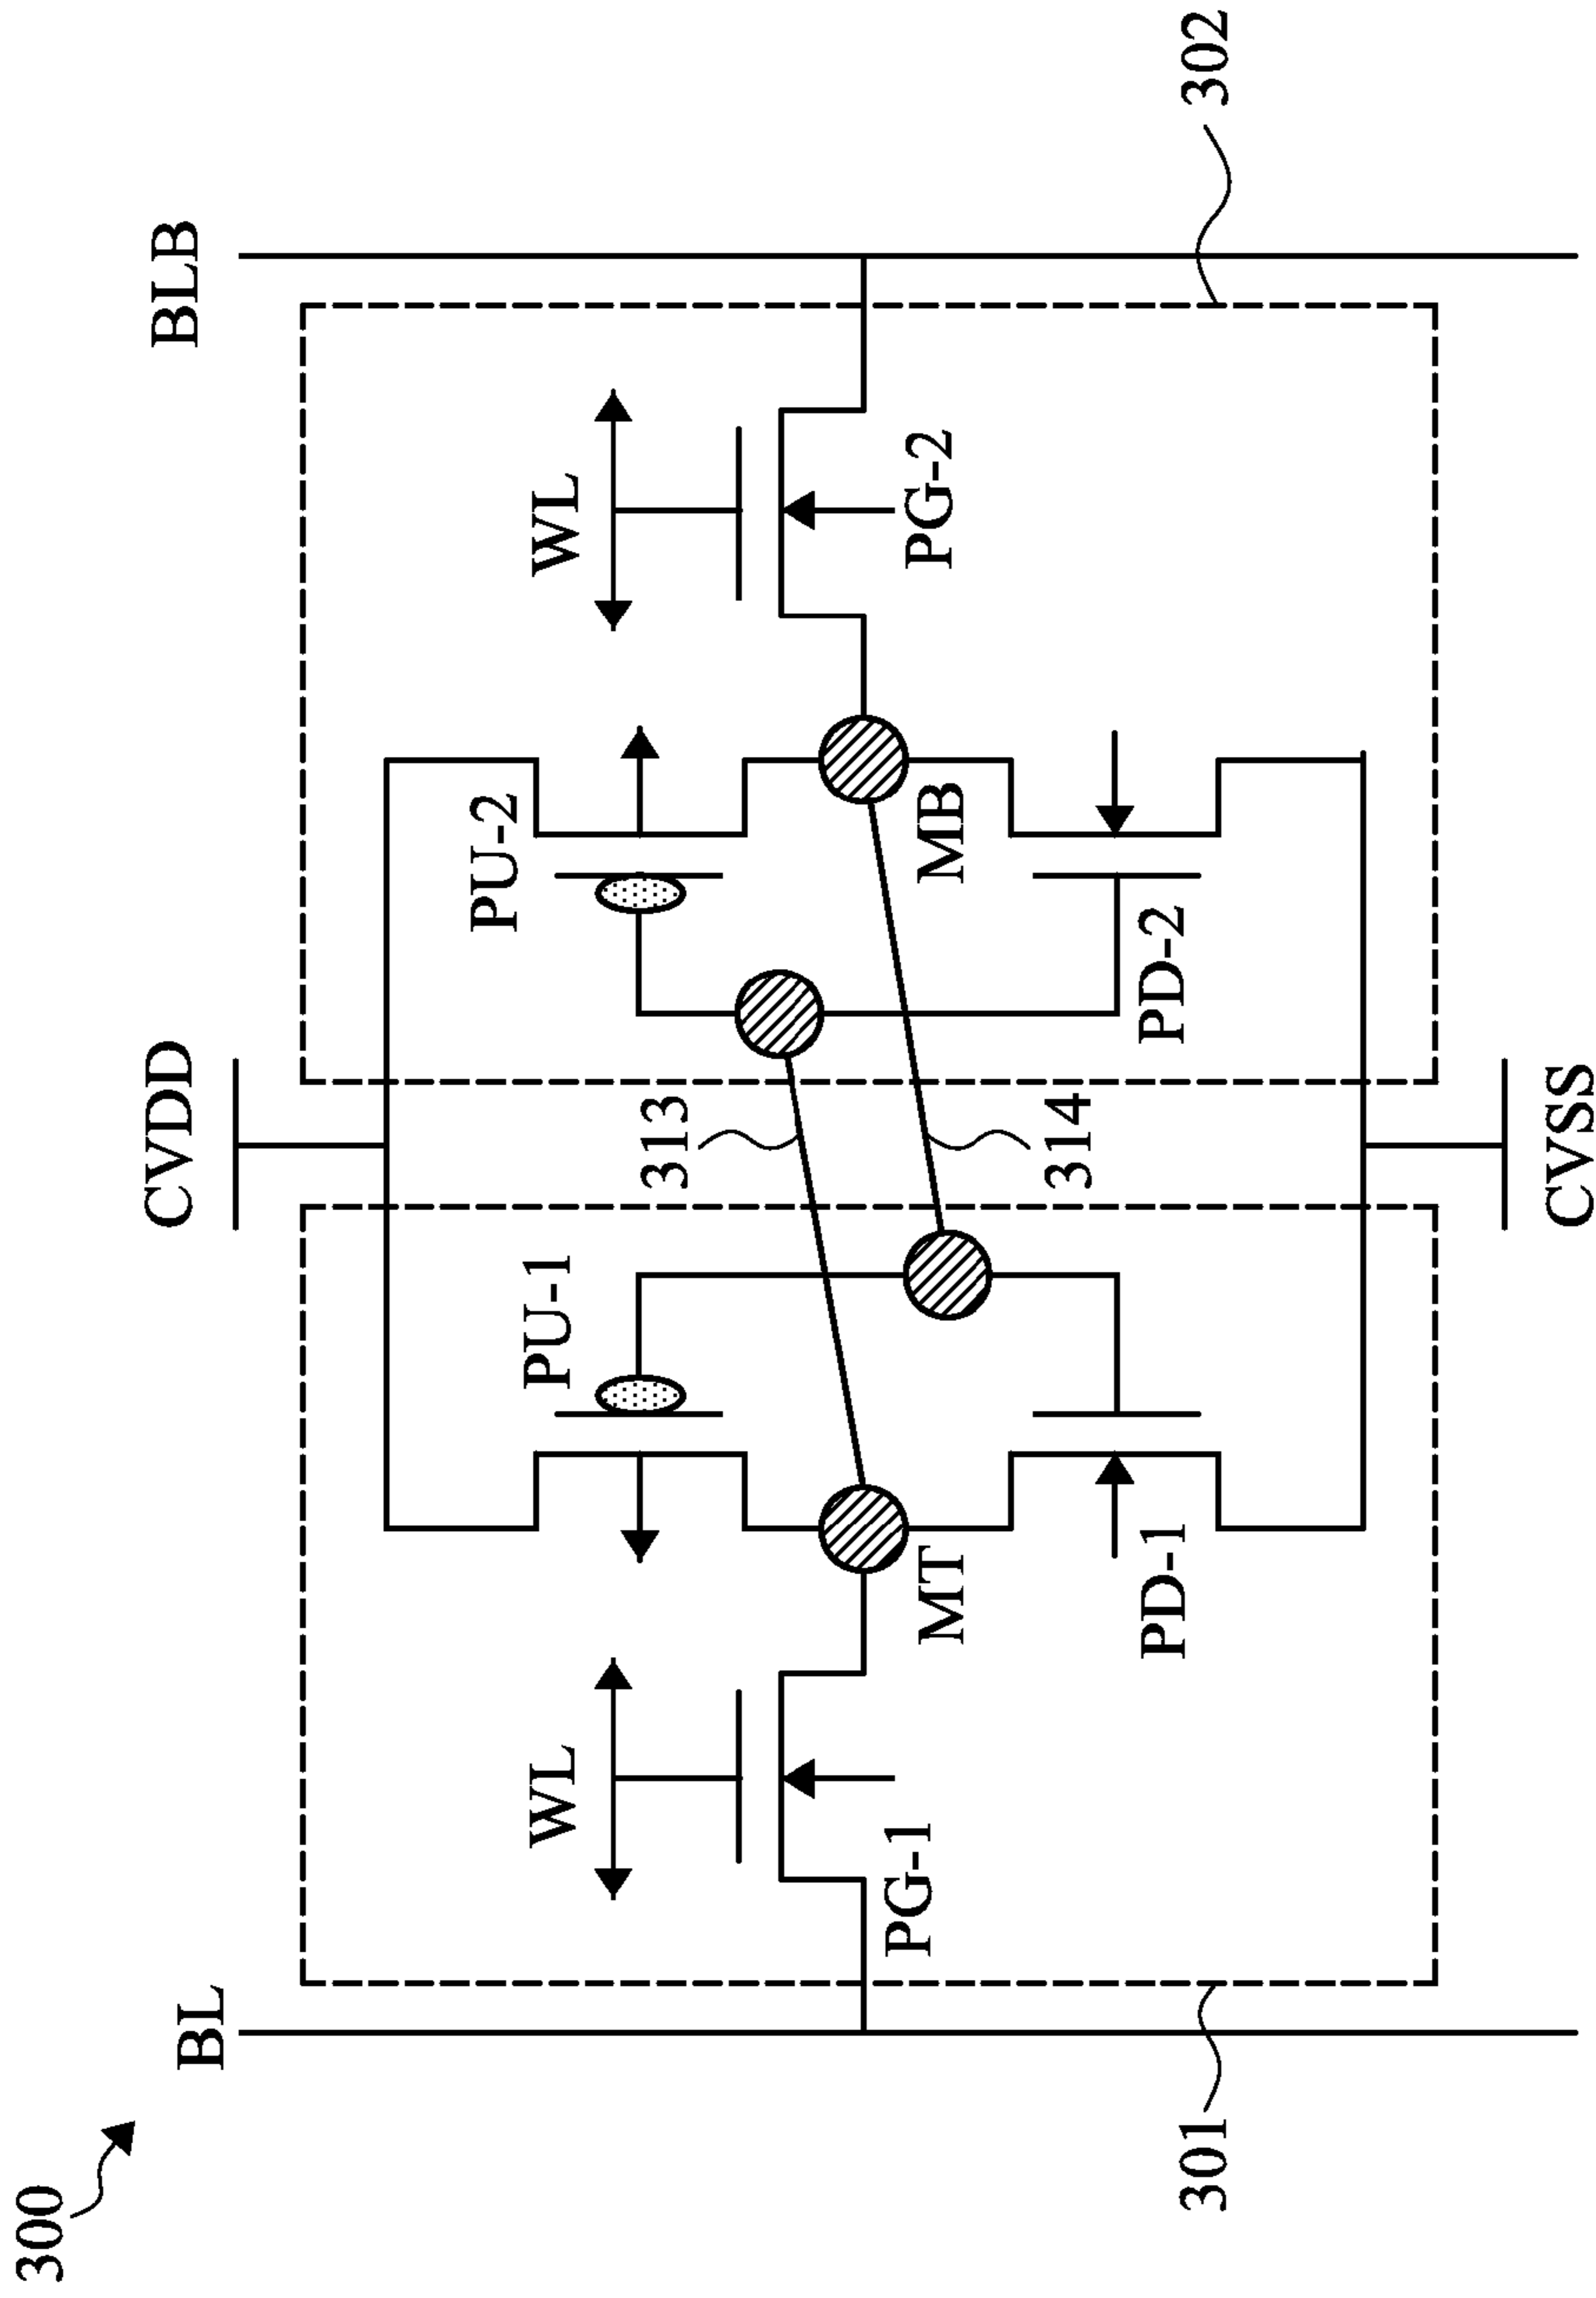 300
BL
CVDD
BLB
WL
PU-1
PU-2
WL
313
PG-1
MT
MB
PG-2
314
PD-1
PD-2
301
302
CVSS